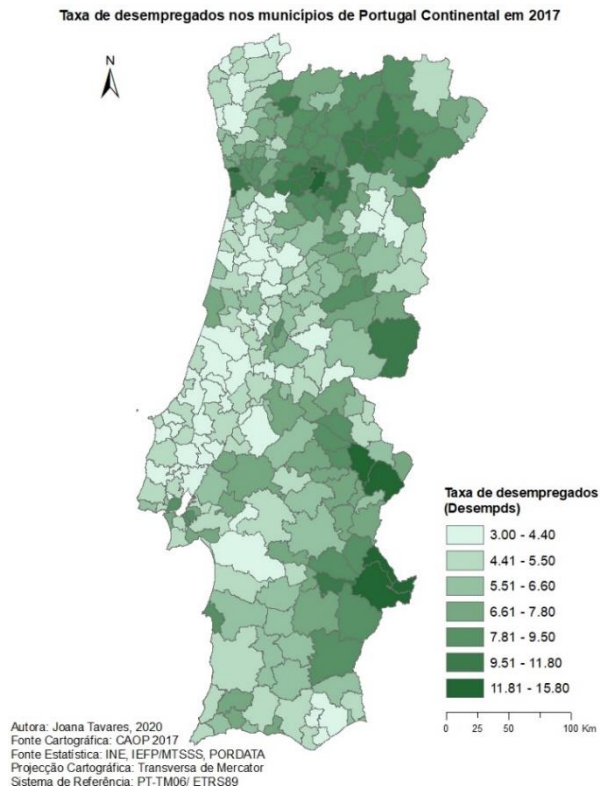 Taxa de desempregados nos municípios de Portugal Continental em 2017
N
Taxa de desempregados
(Desempds)
3.00 - 4.40
4.41 - 5.50
5.51 - 6.60
6.61 - 7.80
7.81 - 9.50
9.51 - 11.80
11.81 - 15.80
0 25 50 100 Km
Autora: Joana Tavares, 2020
Fonte Cartográfica: CAOP 2017
Fonte Estatística: INE, IEFP/MTSSS, PORDATA
Projecção Cartográfica: Transversa de Mercator
Sistema de Referência: PT-TM06/ ETRS89